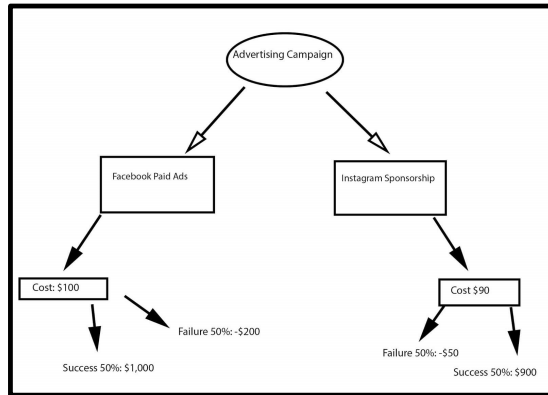 Advertising Campaign
Facebook Paid Ads
Instagram Sponsorship
Cost: $100
Cost $90
Failure 50%: -$200
Failure 50%: -$50
Success 50%: $1,000
Success 50%: $900